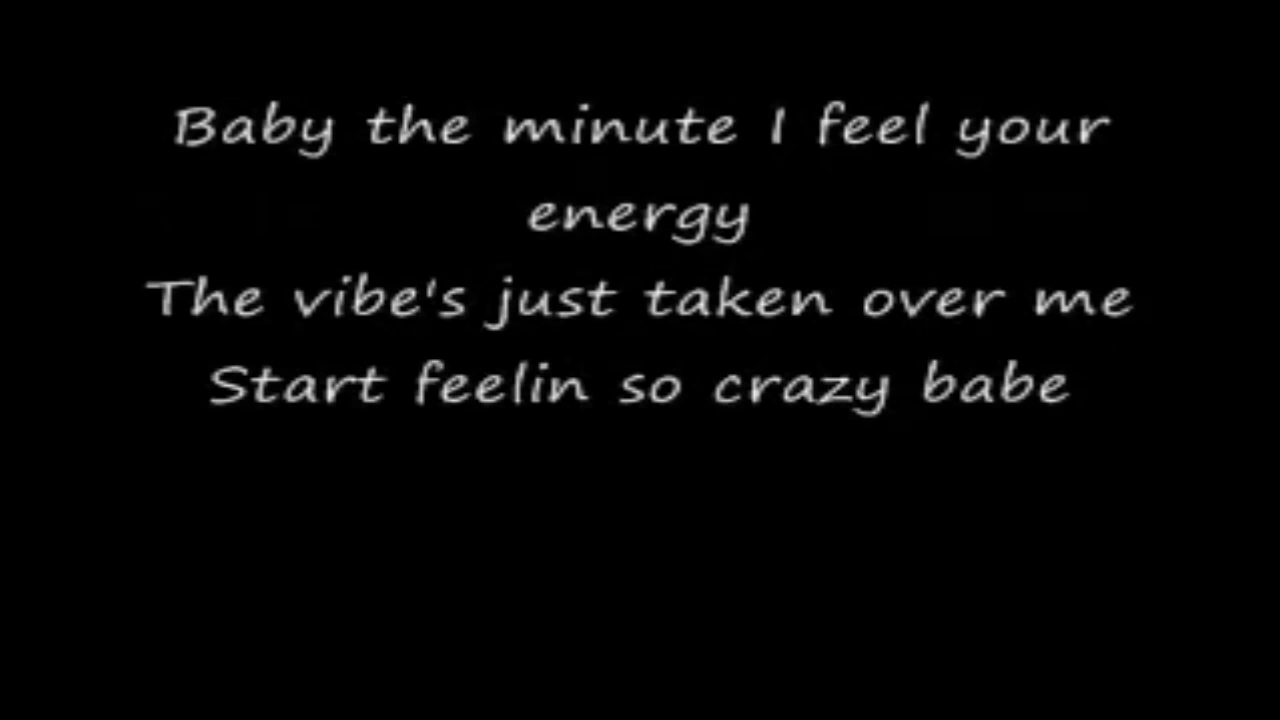 Baby the minute I feel your
energy
The vibe's just taken over me
Start feelin so crazy babe